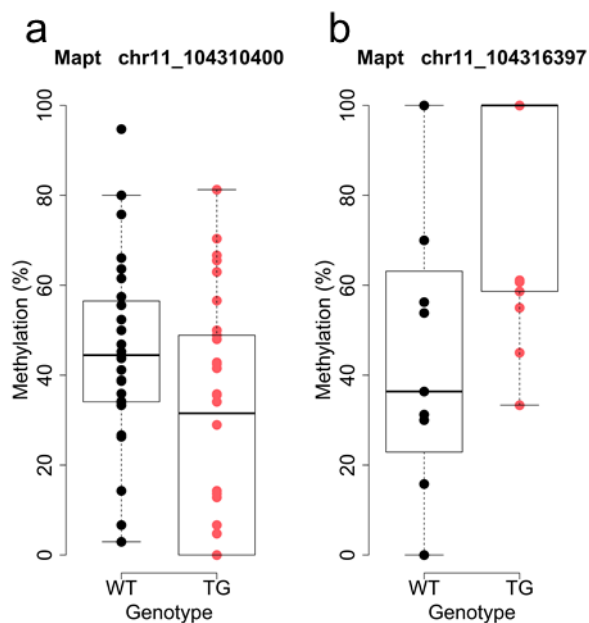 a
Mapt chr11_104310400
Methylation (%)
100
80
60
40
20
0
WT TG
Genotype
b
Mapt chr11_104316397
Methylation (%)
100
80
60
40
20
0
WT TG
Genotype